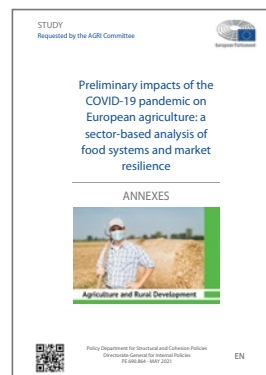 STUDY
Requested by the AGRI Committee
European Parliament
Preliminary impacts of the
COVID-19 pandemic on
European agriculture: a
sector-based analysis of
food systems and market
resilience
ANNEXES
Agriculture and Rural Development
Policy Department for Structural and Cohesion Policies
Directorate-General for Internal Policies
PE 690.864 - MAY 2021
EN